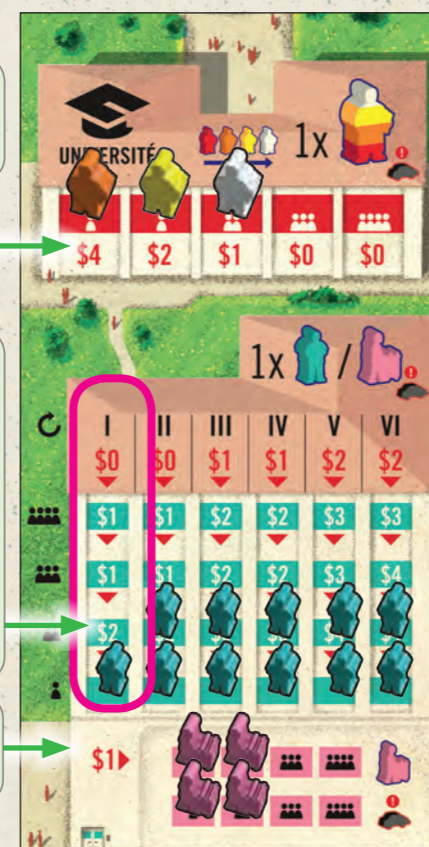 UNIVERSITÉ
1x
$4 $2 $1 $0 $0
1x /
I II III IV V VI
$0 $0 $1 $1 $2 $2
$1 $1 $2 $2 $3 $3
$1 $1 $2 $2 $3 $4
$2
$1